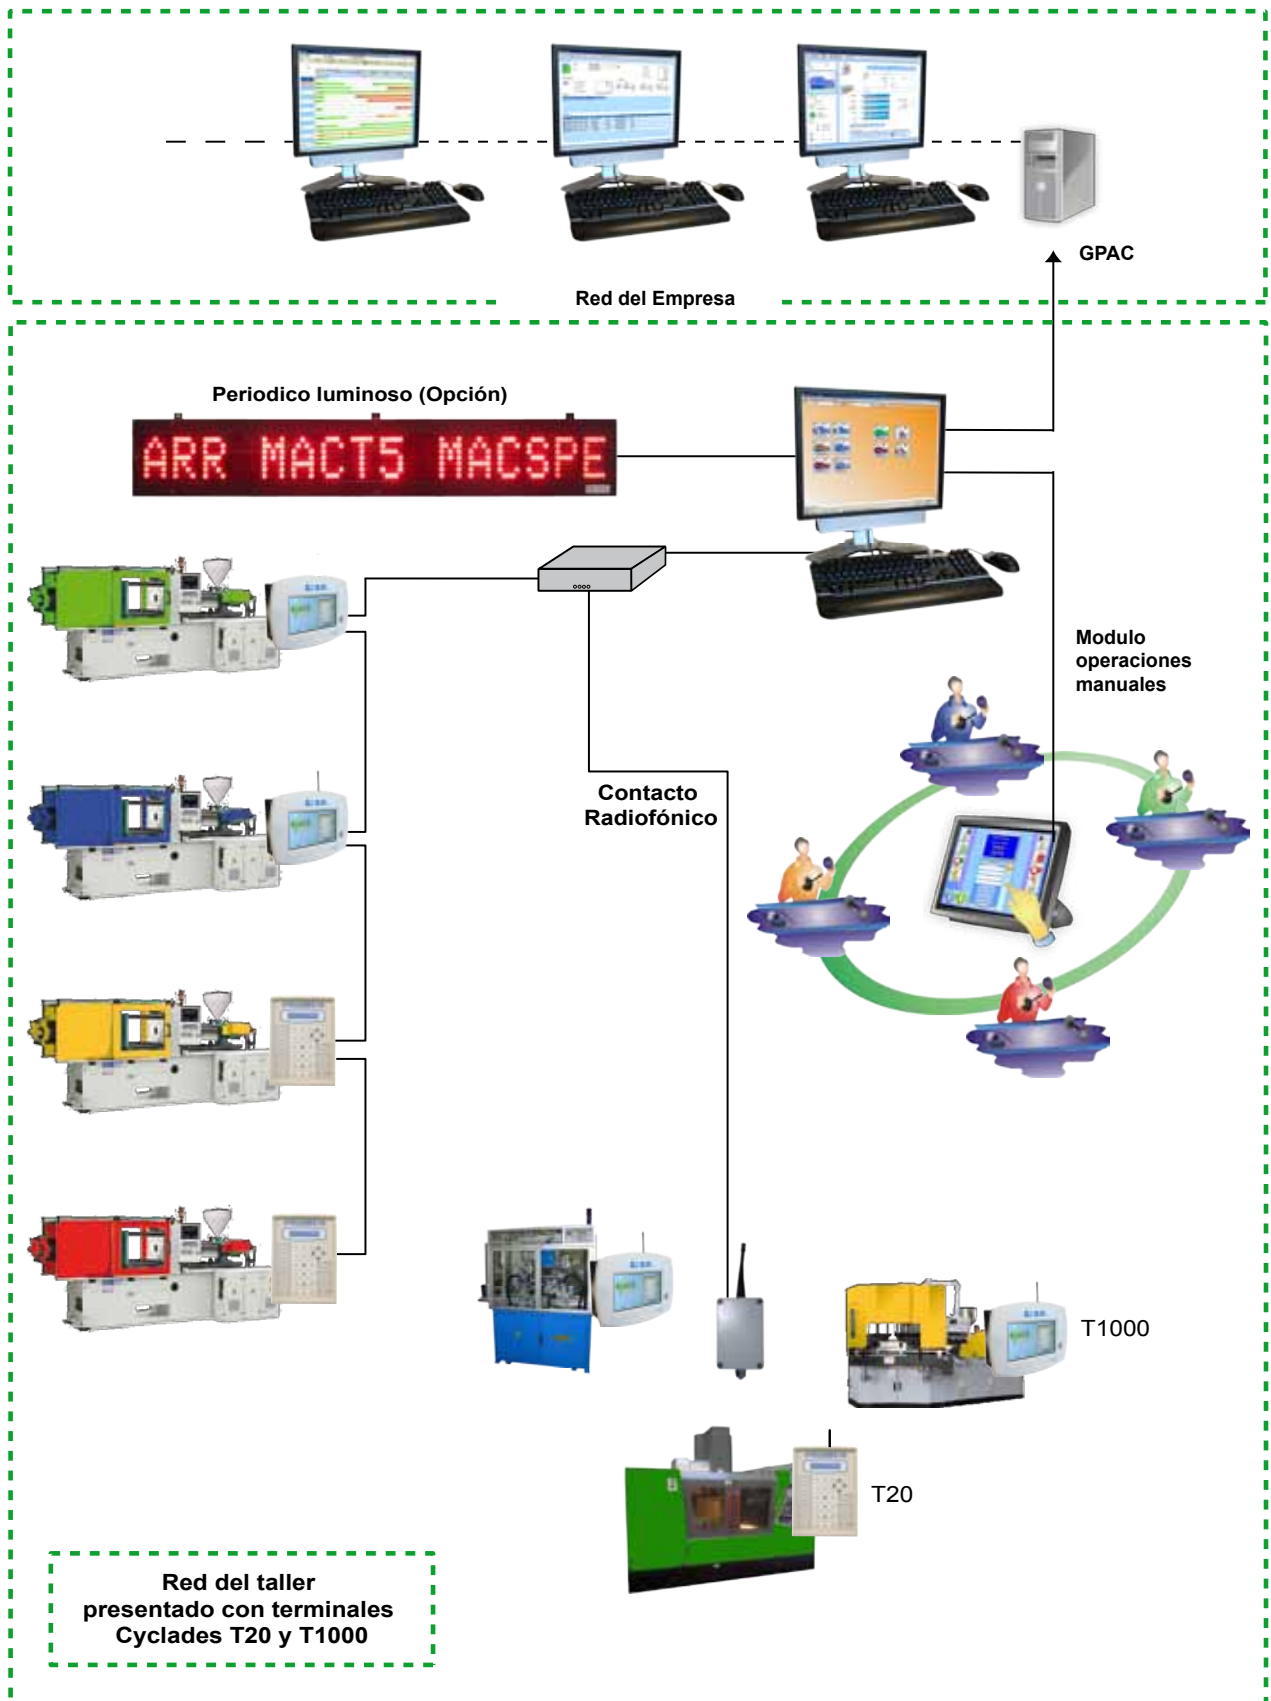 GPAC
Red del Empresa
Periodico luminoso (Opción)
ARR MACT5 MACSPE
Modulo
operaciones
manuales
Contacto
Radiofónico
T1000
T20
Red del taller
presentado con terminales
Cyclades T20 y T1000